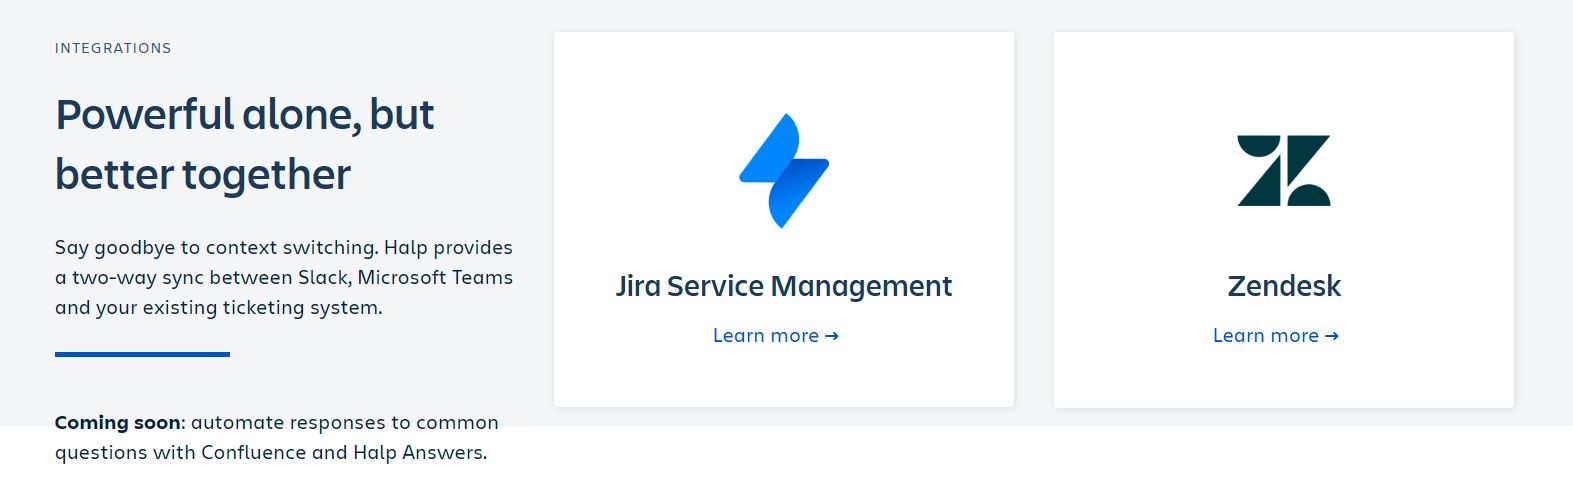 INTEGRATIONS
Powerful alone, but
better together
Say goodbye to context switching. Halp provides
a two-way sync between Slack, Microsoft Teams
and your existing ticketing system.
Coming soon: automate responses to common
questions with Confluence and Halp Answers.
Jira Service Management
Learn more →
Zendesk
Learn more →